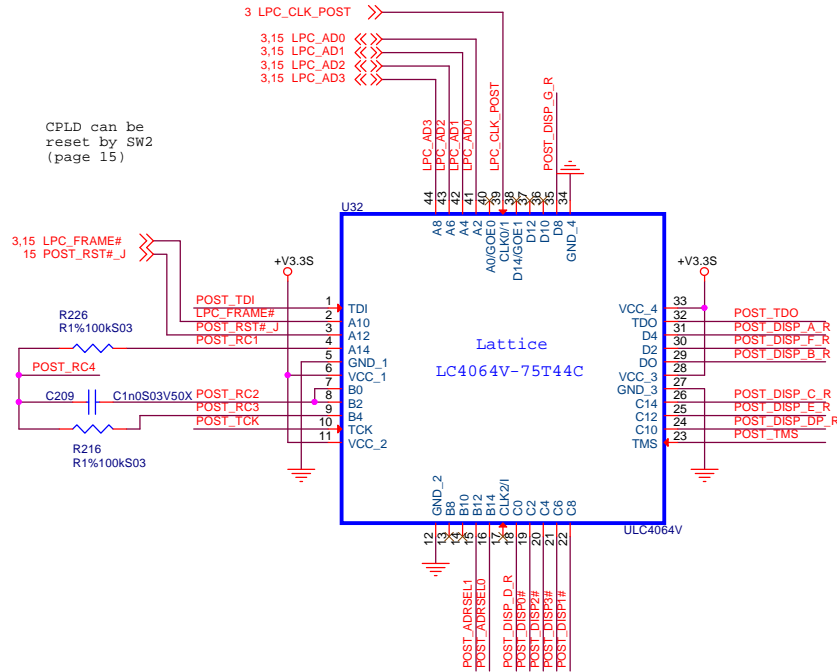 3 LPC_CLK_POST
3,15 LPC_AD0
3,15 LPC_AD1
3,15 LPC_AD2
3,15 LPC_AD3
CPLD can be
reset by SW2
(page 15)
LPC_AD3
LPC_AD2
LPC_AD1
LPC_AD0
LPC_CLK_POST
POST_DISP_G_R
44
43
42
41
40
39
38
37
36
35
34
U32
A8
A6
A4
A2
A0/GOE0
CLK0/1
D14/GOE1
D12
D10
D8
GND_4
3,15 LPC_FRAME#
15 POST_RST#_J
+V3.3S
+V3.3S
POST_TDI 1 TDI
LPC_FRAME# 2 A10
POST_RST#_J 3 A12
POST_RC1 4 A14
5 GND_1
6 VCC_1
7 B0
POST_RC2 8 B2
POST_RC3 9 B4
POST_TCK 10 TCK
11 VCC_2
R226
R1%100kS03
POST_RC4
C209 C1n0S03V50X
R216
R1%100kS03
Lattice
LC4064V-75T44C
VCC_4 33
TDO 32 POST_TDO
D4 31 POST_DISP_A_R
D2 30 POST_DISP_F_R
DO 29 POST_DISP_B_R
VCC_3 28
GND_3 27
C14 26 POST_DISP_C_R
C12 25 POST_DISP_E_R
C10 24 POST_DISP_DP_R
TMS 23 POST_TMS
GND_2
B8
B10
B12
B14
CLK2/I
C0
C2
C4
C6
C8
ULC4064V
12
13
14
15
16
17
18
19
20
21
22
POST_ADRSEL1
POST_ADRSEL0
POST_DISP_D_R
POST_DISP0#
POST_DISP2#
POST_DISP3#
POST_DISP1#